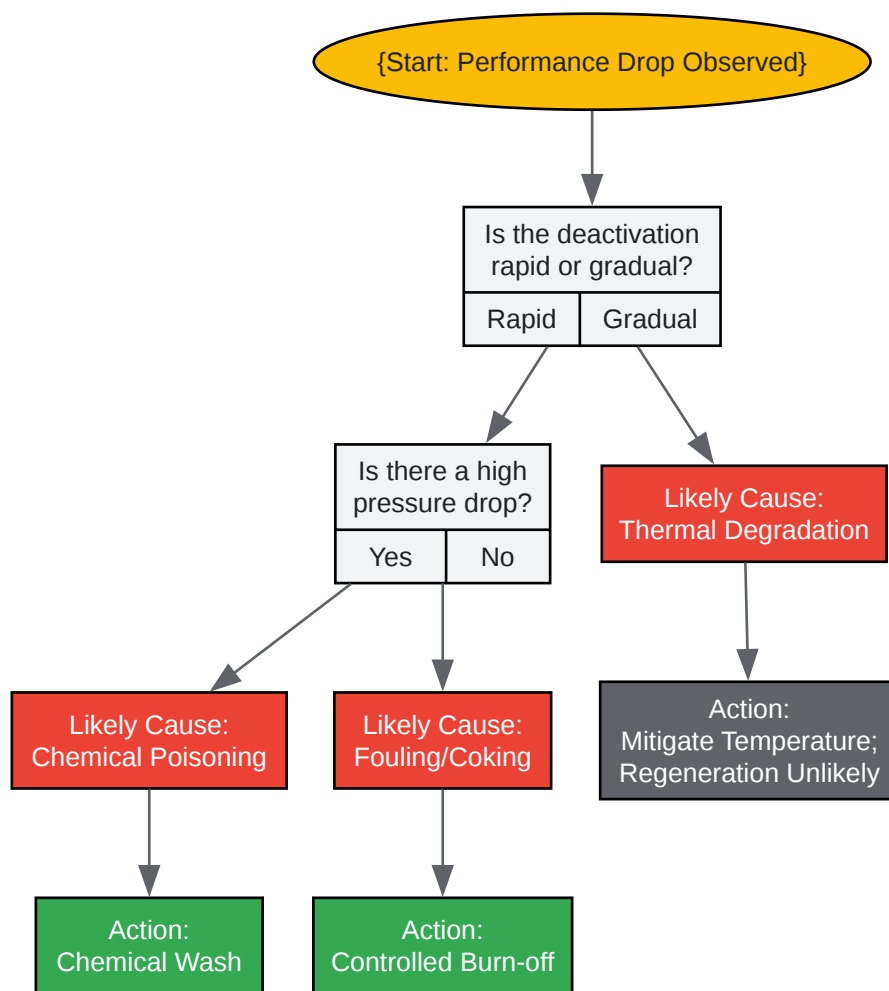 {Start: Performance Drop Observed}
Is the deactivation
rapid or gradual?
Rapid
Gradual
Is there a high
pressure drop?
Yes
No
Likely Cause:
Thermal Degradation
Likely Cause:
Chemical Poisoning
Likely Cause:
Fouling/Coking
Action:
Mitigate Temperature;
Regeneration Unlikely
Action:
Chemical Wash
Action:
Controlled Burn-off